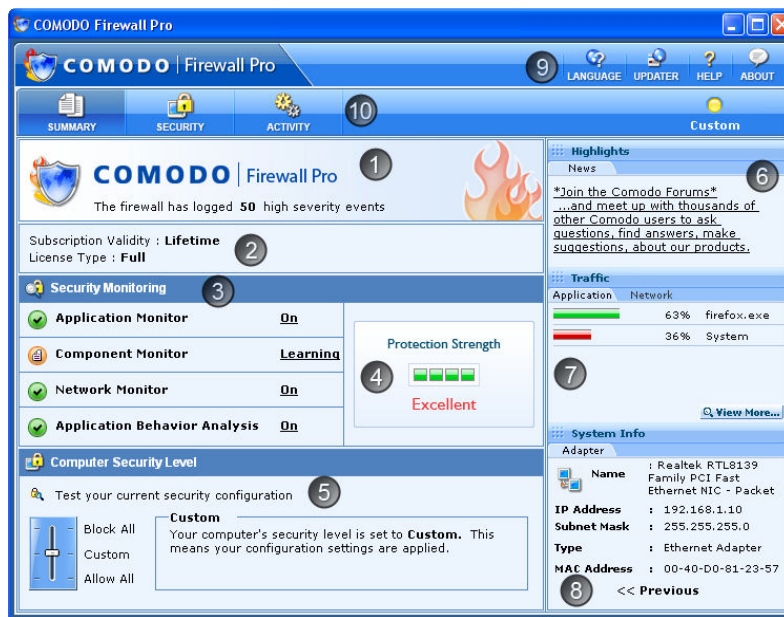 COMODO Firewall Pro
COMODO | Firewall Pro
9
LANGUAGE UPDATER HELP ABOUT
SUMMARY SECURITY ACTIVITY
10
Custom
COMODO | Firewall Pro
1
The firewall has logged 50 high severity events
Subscription Validity : Lifetime
License Type : Full
2
Security Monitoring
3
Application Monitor On
Component Monitor Learning
Network Monitor On
Application Behavior Analysis On
Protection Strength
4
Excellent
Computer Security Level
Test your current security configuration
5
Block All
Custom
Allow All
Custom
Your computer's security level is set to Custom. This
means your configuration settings are applied.
Highlights
News
6
*Join the Comodo Forums*
...and meet up with thousands of
other Comodo users to ask
questions, find answers, make
suggestions, about our products.
Traffic
Application Network
63% firefox.exe
36% System
7
View More...
System Info
Adapter
Name : Realtek RTL8139
Family PCI Fast
Ethernet NIC - Packet
IP Address : 192.168.1.10
Subnet Mask : 255.255.255.0
Type : Ethernet Adapter
MAC Address : 00-40-D0-81-23-57
8
<< Previous